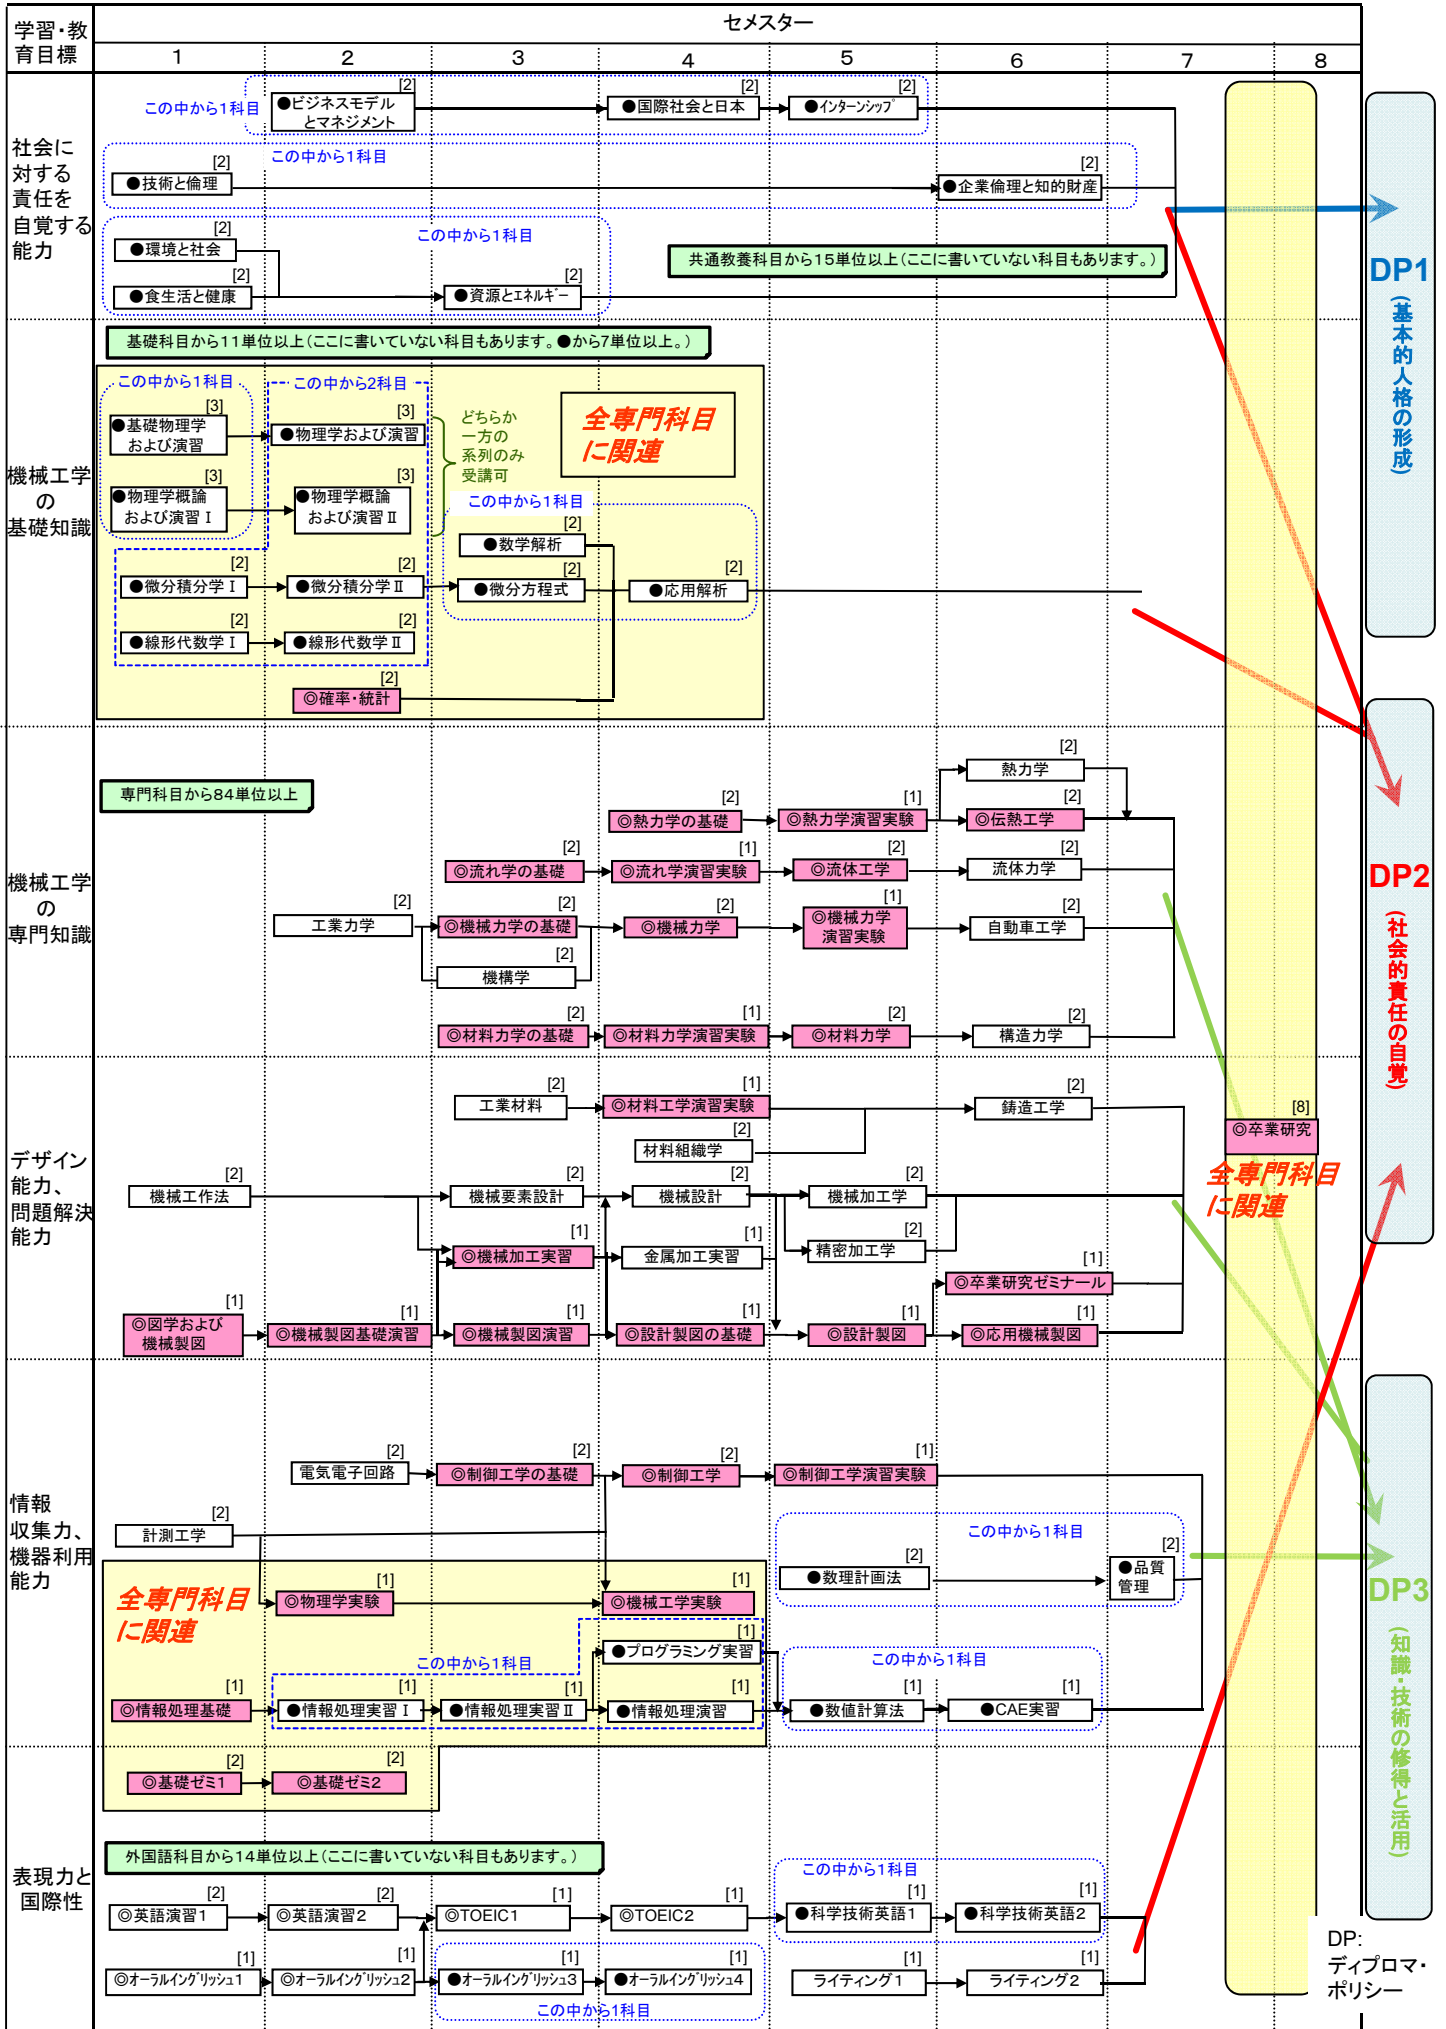 学習・教
育目標
セメスター
1 2 3 4 5 6 7 8
社会に
対する
責任を
自覚する
能力
この中から1科目
[2]
●ビジネスモデル
とマネジメント
[2]
●国際社会と日本
[2]
●インターンシップ
この中から1科目
[2]
●技術と倫理
[2]
●企業倫理と知的財産
この中から1科目
[2]
●環境と社会
[2]
●食生活と健康
[2]
●資源とエネルギー
共通教養科目から15単位以上(ここに書いていない科目もあります。)
機械工学
の
基礎知識
基礎科目から11単位以上(ここに書いていない科目もあります。●から7単位以上。)
この中から1科目
この中から2科目
[3]
●基礎物理学
および演習
[3]
●物理学および演習
[3]
●物理学概論
および演習Ⅰ
[3]
●物理学概論
および演習Ⅱ
どちらか
一方の
系列のみ
受講可
全専門科目
に関連
この中から1科目
[2]
●数学解析
[2]
●微分積分学Ⅰ
[2]
●微分積分学Ⅱ
[2]
●微分方程式
[2]
●応用解析
[2]
●線形代数学Ⅰ
[2]
●線形代数学Ⅱ
[2]
◎確率・統計
機械工学
の
専門知識
専門科目から84単位以上
[2]
熱力学
[2]
◎熱力学の基礎
[1]
◎熱力学演習実験
[2]
◎伝熱工学
[2]
◎流れ学の基礎
[1]
◎流れ学演習実験
[2]
◎流体工学
[2]
流体力学
[2]
工業力学
[2]
◎機械力学の基礎
[2]
◎機械力学
[1]
◎機械力学
演習実験
[2]
自動車工学
[2]
機構学
[2]
◎材料力学の基礎
[1]
◎材料力学演習実験
[2]
◎材料力学
[2]
構造力学
デザイン
能力、
問題解決
能力
[2]
工業材料
[1]
◎材料工学演習実験
[2]
鋳造工学
[2]
材料組織学
[2]
機械工作法
[2]
機械要素設計
[2]
機械設計
[2]
機械加工学
[1]
◎機械加工実習
[1]
金属加工実習
[2]
精密加工学
[1]
◎卒業研究ゼミナール
[1]
◎図学および
機械製図
[1]
◎機械製図基礎演習
[1]
◎機械製図演習
[1]
◎設計製図の基礎
[1]
◎設計製図
[1]
◎応用機械製図
[8]
◎卒業研究
全専門科目
に関連
情報
収集力、
機器利用
能力
[2]
電気電子回路
[2]
◎制御工学の基礎
[2]
◎制御工学
[1]
◎制御工学演習実験
[2]
計測工学
この中から1科目
[2]
●数理計画法
[2]
●品質
管理
全専門科目
に関連
[1]
◎物理学実験
[1]
◎機械工学実験
この中から1科目
[1]
●プログラミング実習
[1]
◎情報処理基礎
[1]
●情報処理実習Ⅰ
[1]
●情報処理実習Ⅱ
[1]
●情報処理演習
この中から1科目
[1]
●数値計算法
[1]
●CAE実習
[2]
◎基礎ゼミ1
[2]
◎基礎ゼミ2
表現力と
国際性
外国語科目から14単位以上(ここに書いていない科目もあります。)
[2]
◎英語演習1
[2]
◎英語演習2
[1]
◎TOEIC1
[1]
◎TOEIC2
この中から1科目
[1]
●科学技術英語1
[1]
●科学技術英語2
[1]
◎オーラルイングリッシュ1
[1]
◎オーラルイングリッシュ2
[1]
●オーラルイングリッシュ3
[1]
●オーラルイングリッシュ4
この中から1科目
[1]
ライティング1
[1]
ライティング2
DP1
(基本的人格の形成)
DP2
(社会的責任の自覚)
DP3
(知識・技術の修得と活用)
DP:
ディプロマ・
ポリシー